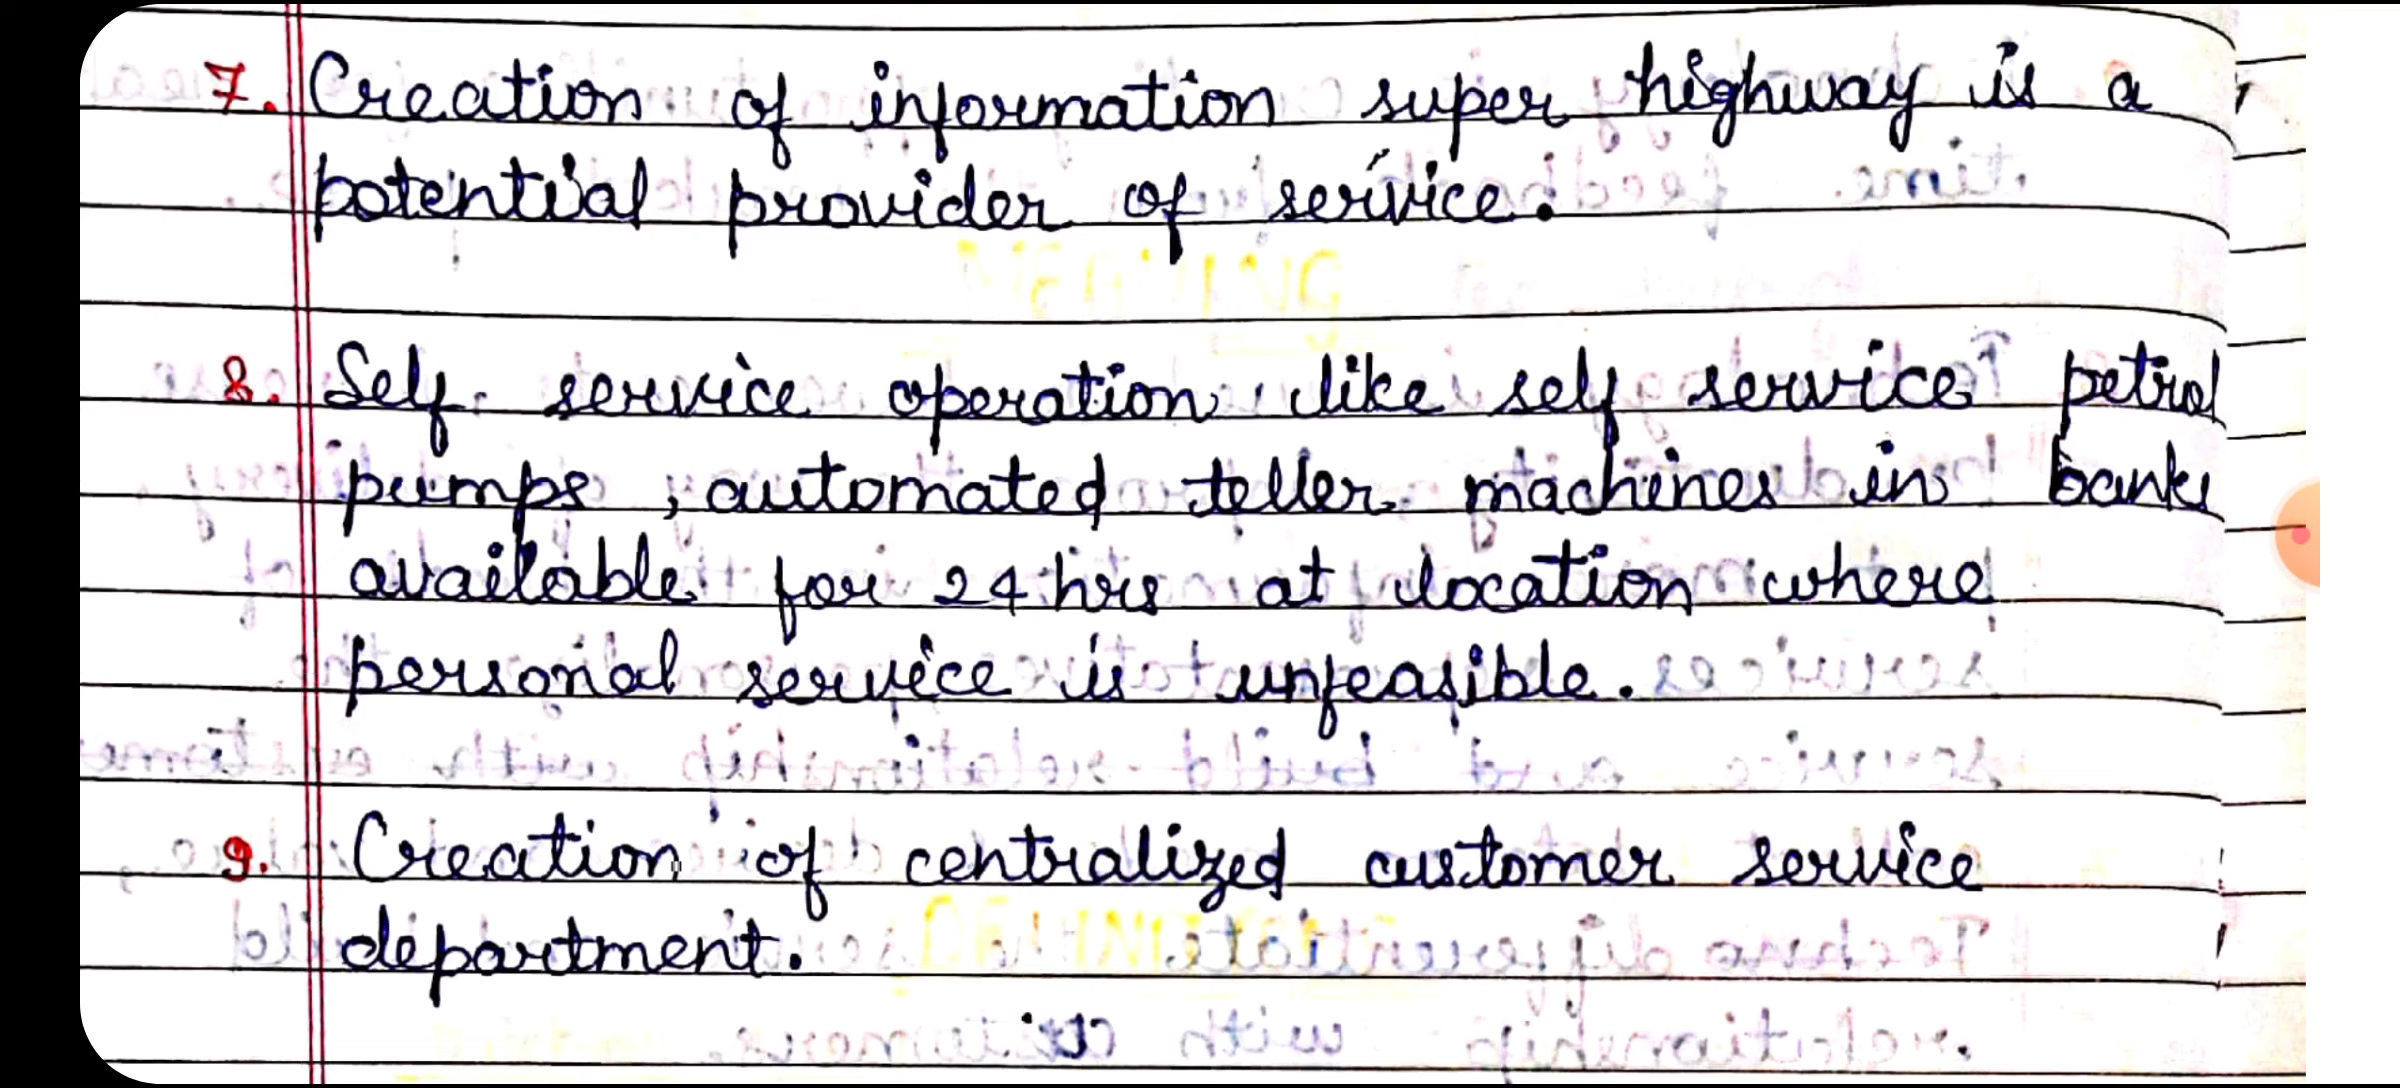 7. Creation of information super highway is a
potential provider of service.
8. Self service operation like self service petrol
pumps, automated teller machines in banks
available for 24 hrs at location where
personal service is unfeasible.
9. Creation of centralized customer service
department.